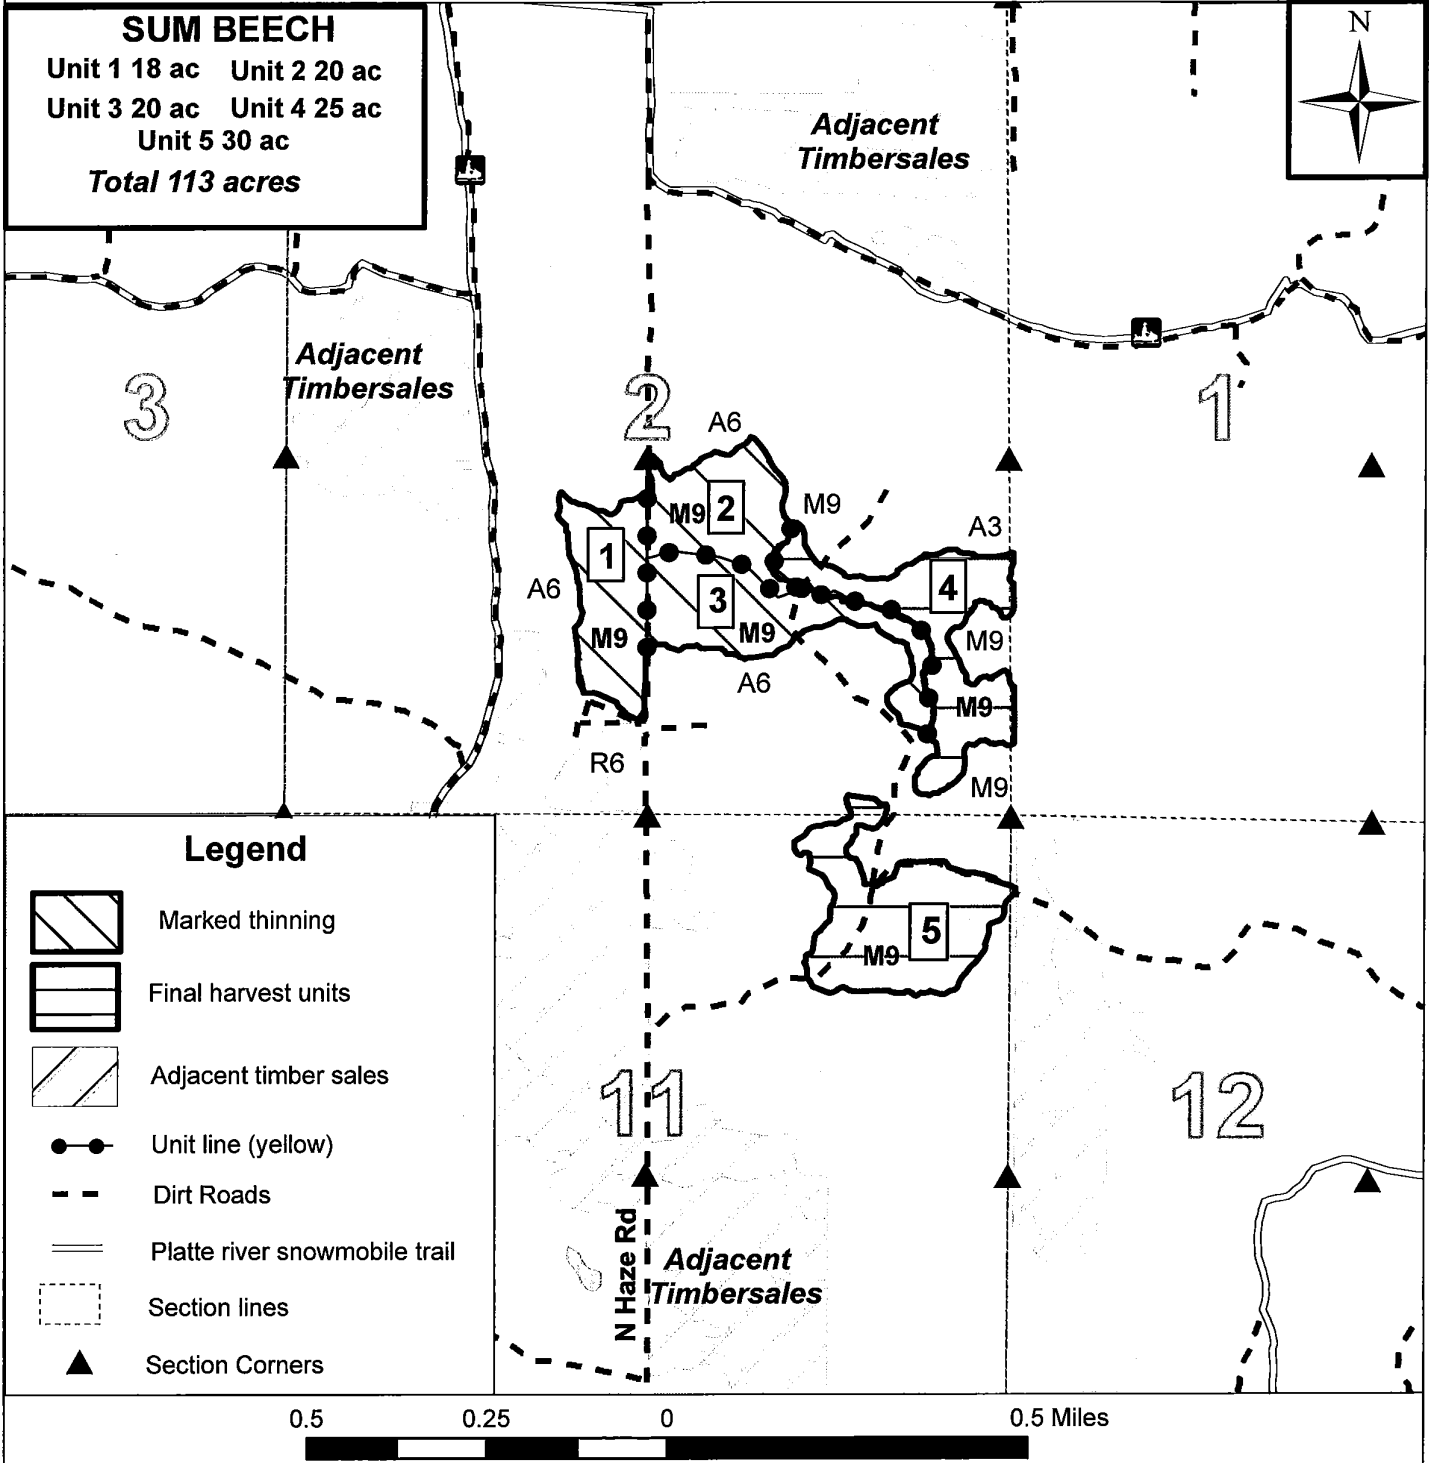 SUM BEECH
Unit 1 18 ac Unit 2 20 ac
Unit 3 20 ac Unit 4 25 ac
Unit 5 30 ac
Total 113 acres
N
Adjacent
Timbersales
Adjacent
Timbersales
3
2
1
A6
M9
2
M9
A3
1
4
A6
3
M9
M9
M9
A6
M9
R6
M9
5
M9
11
12
N Haze Rd
Adjacent
Timbersales
Legend
Marked thinning
Final harvest units
Adjacent timber sales
Unit line (yellow)
Dirt Roads
Platte river snowmobile trail
Section lines
Section Corners
0.5 0.25 0 0.5 Miles